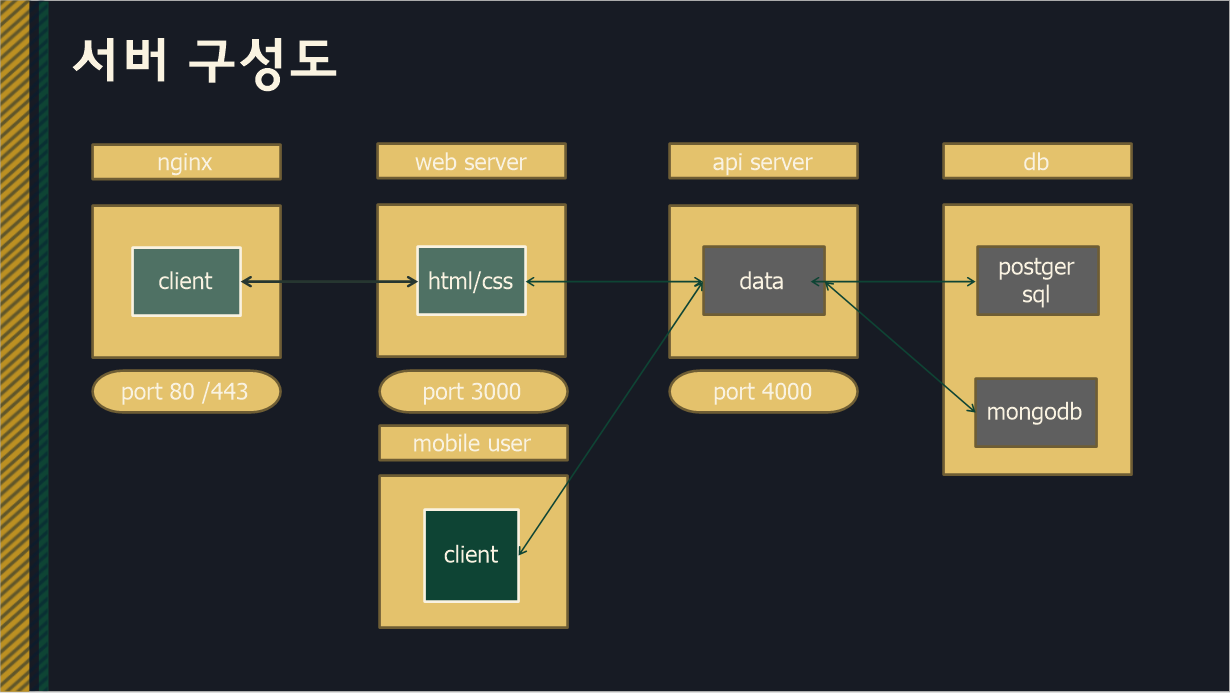 서버 구성도
nginx
web server
api server
db
client
html/css
data
postger
sql
mongodb
port 80 /443
port 3000
port 4000
mobile user
client